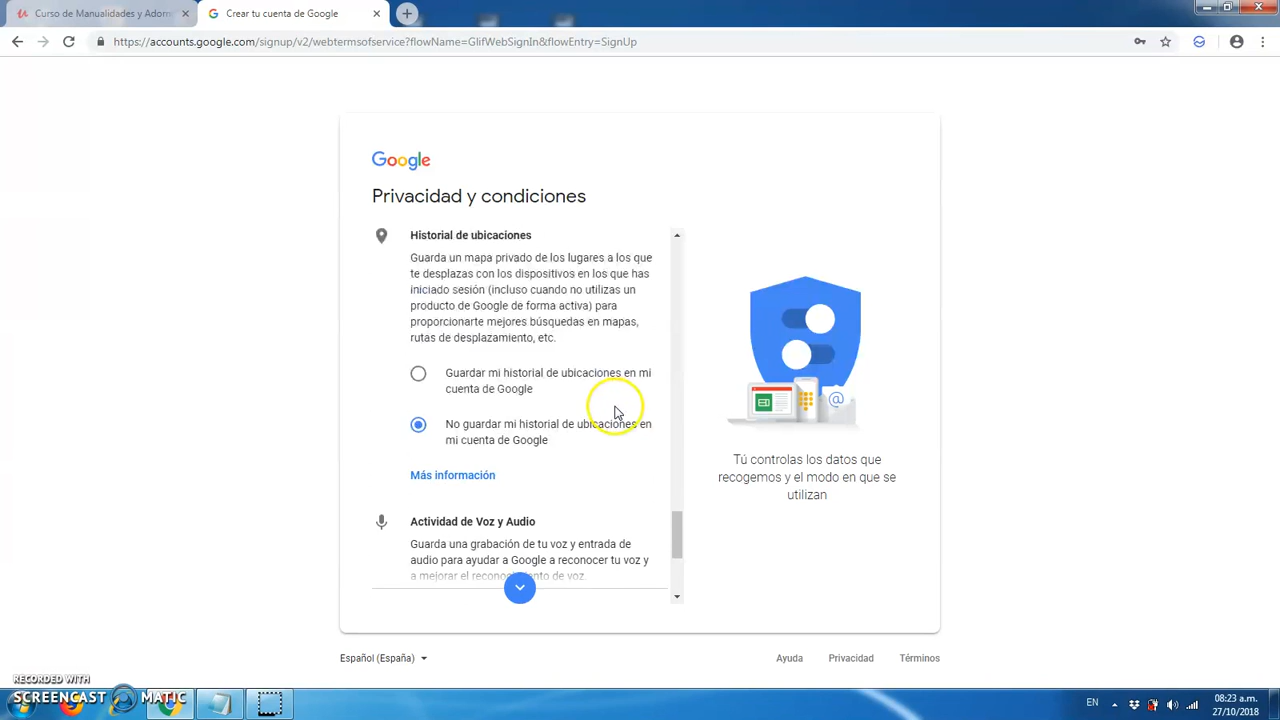 Curso de Manualidades y Adorn
Crear tu cuenta de Google
https://accounts.google.com/signup/v2/webtermsofservice?flowName=GlifWebSignIn&flowEntry=SignUp
Google
Privacidad y condiciones
Historial de ubicaciones
Guarda un mapa privado de los lugares a los que
te desplazas con los dispositivos en los que has
iniciado sesión (incluso cuando no utilizas un
producto de Google de forma activa) para
proporcionarte mejores búsquedas en mapas,
rutas de desplazamiento, etc.
Guardar mi historial de ubicaciones en mi
cuenta de Google
No guardar mi historial de ubicaciones en
mi cuenta de Google
Más información
Actividad de Voz y Audio
Guarda una grabación de tu voz y entrada de
audio para ayudar a Google a reconocer tu voz y
a mejorar el reconocimiento de voz.
@
Tú controlas los datos que
recogemos y el modo en que se
utilizan
Español (España)
Ayuda
Privacidad
Términos
RECORDED WITH
SCREENCAST MATIC
EN
08:23 a.m.
27/10/2018